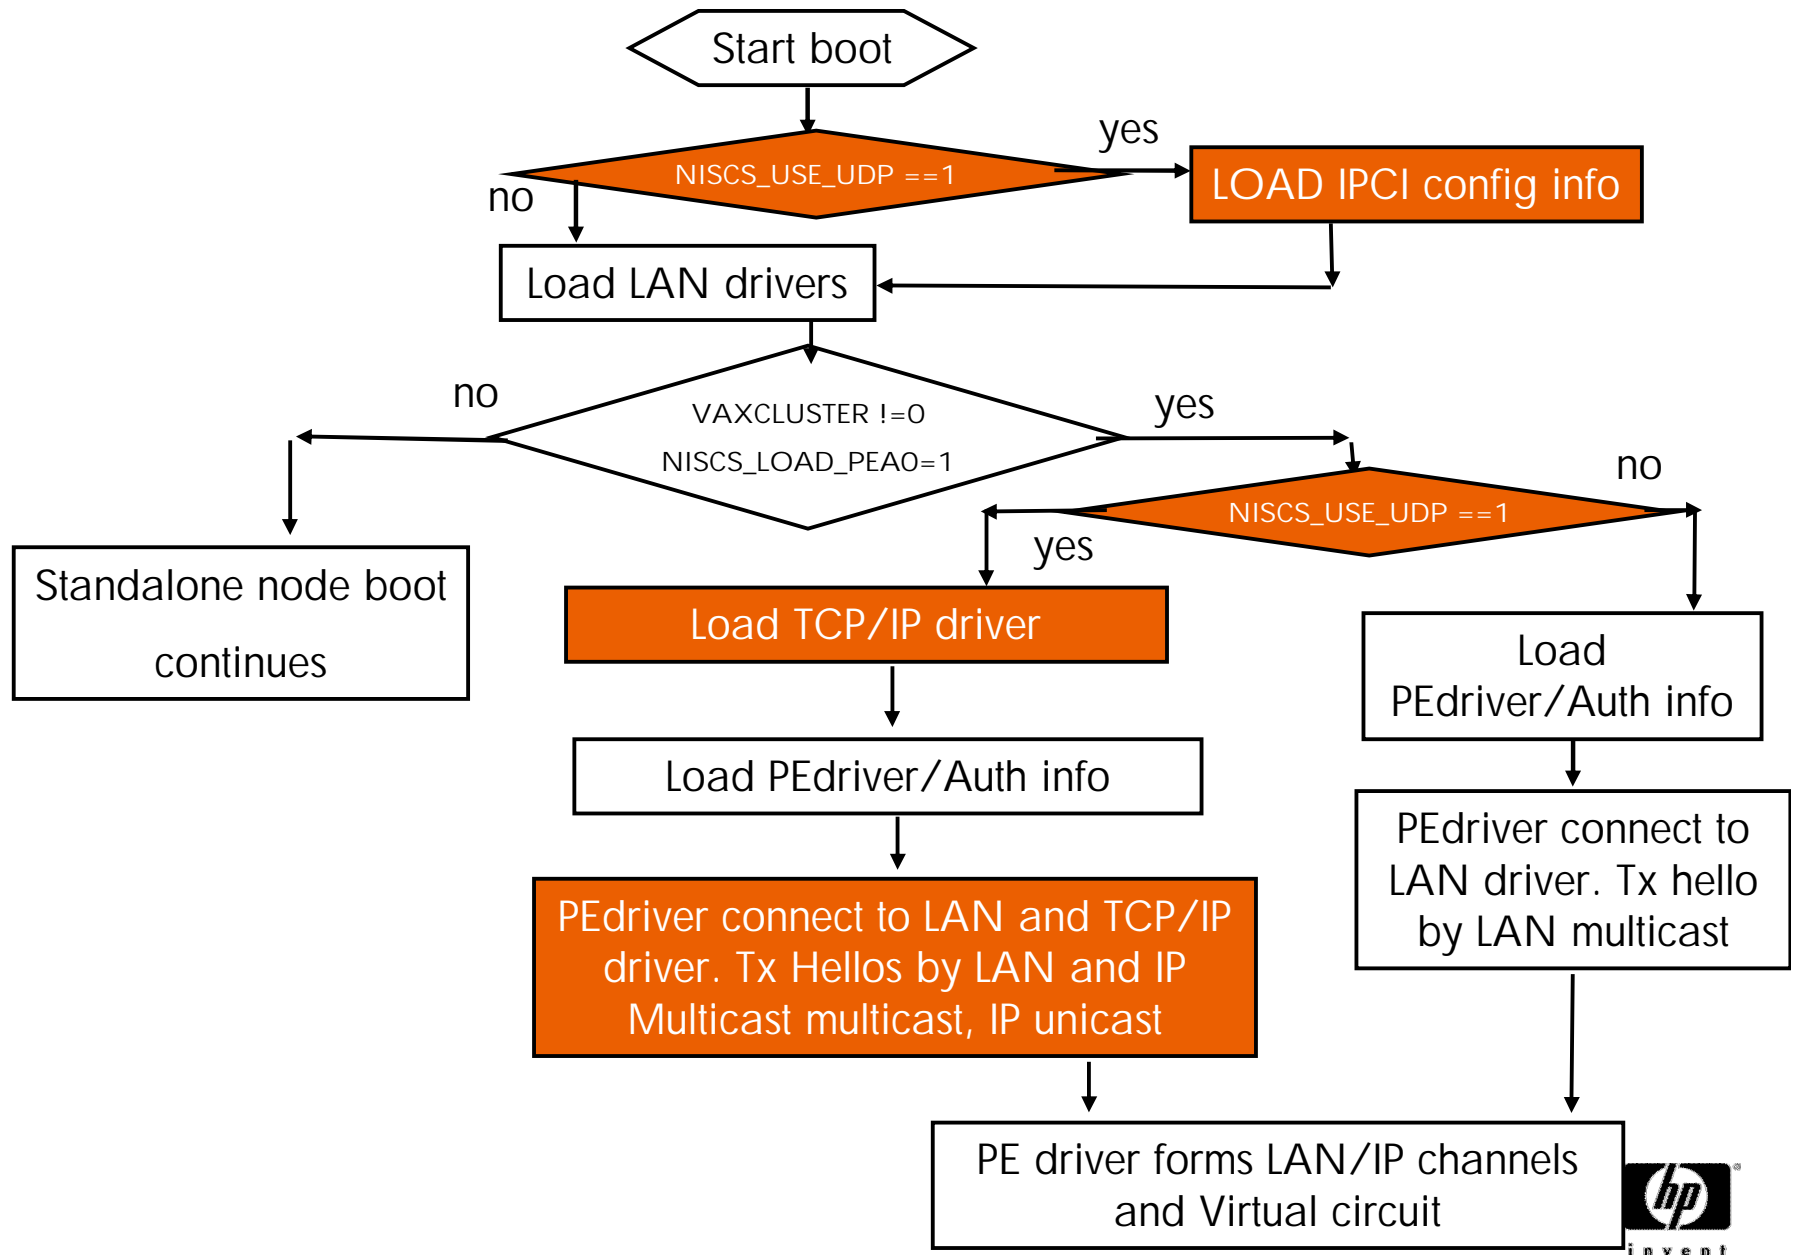 Start boot
yes
NISCS_USE_UDP ==1
LOAD IPCI config info
no
Load LAN drivers
no
VAXCLUSTER !=0
NISCS_LOAD_PEA0=1
yes
no
NISCS_USE_UDP ==1
yes
Standalone node boot
continues
Load TCP/IP driver
Load
PEdriver/Auth info
Load PEdriver/Auth info
PEdriver connect to
LAN driver. Tx hello
by LAN multicast
PEdriver connect to LAN and TCP/IP
driver. Tx Hellos by LAN and IP
Multicast multicast, IP unicast
PE driver forms LAN/IP channels
and Virtual circuit
hp
®
invent